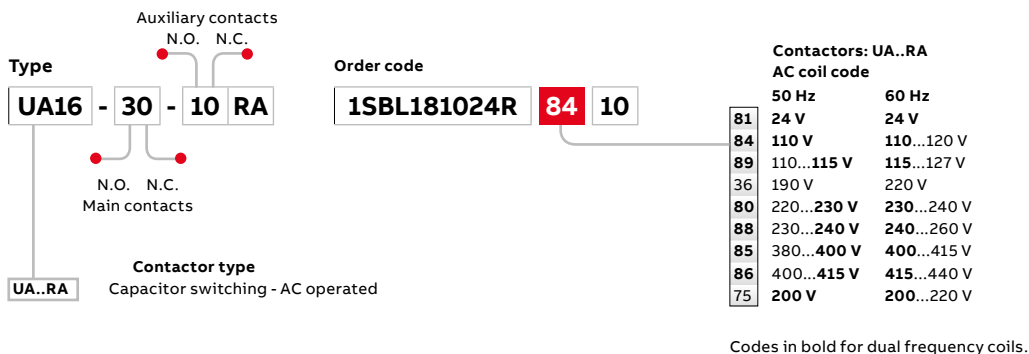 Auxiliary contacts
N.O. N.C.
Type
UA16 - 30 - 10 RA
N.O. N.C.
Main contacts
Contactor type
UA..RA Capacitor switching - AC operated
Order code
1SBL181024R 84 10
Contactors: UA..RA
AC coil code
50 Hz 60 Hz
81 24 V 24 V
84 110 V 110...120 V
89 110...115 V 115...127 V
36 190 V 220 V
80 220...230 V 230...240 V
88 230...240 V 240...260 V
85 380...400 V 400...415 V
86 400...415 V 415...440 V
75 200 V 200...220 V
Codes in bold for dual frequency coils.